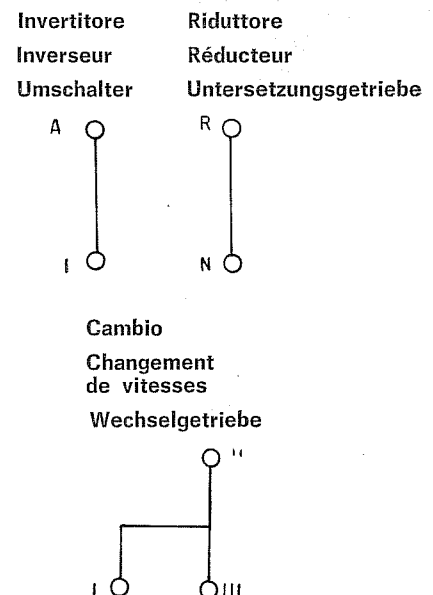 Invertitore
Inverseur
Umschalter
Riduttore
Réducteur
Untersetzungsgetriebe
A
I
R
N
Cambio
Changement
de vitesses
Wechselgetriebe
II
I
III